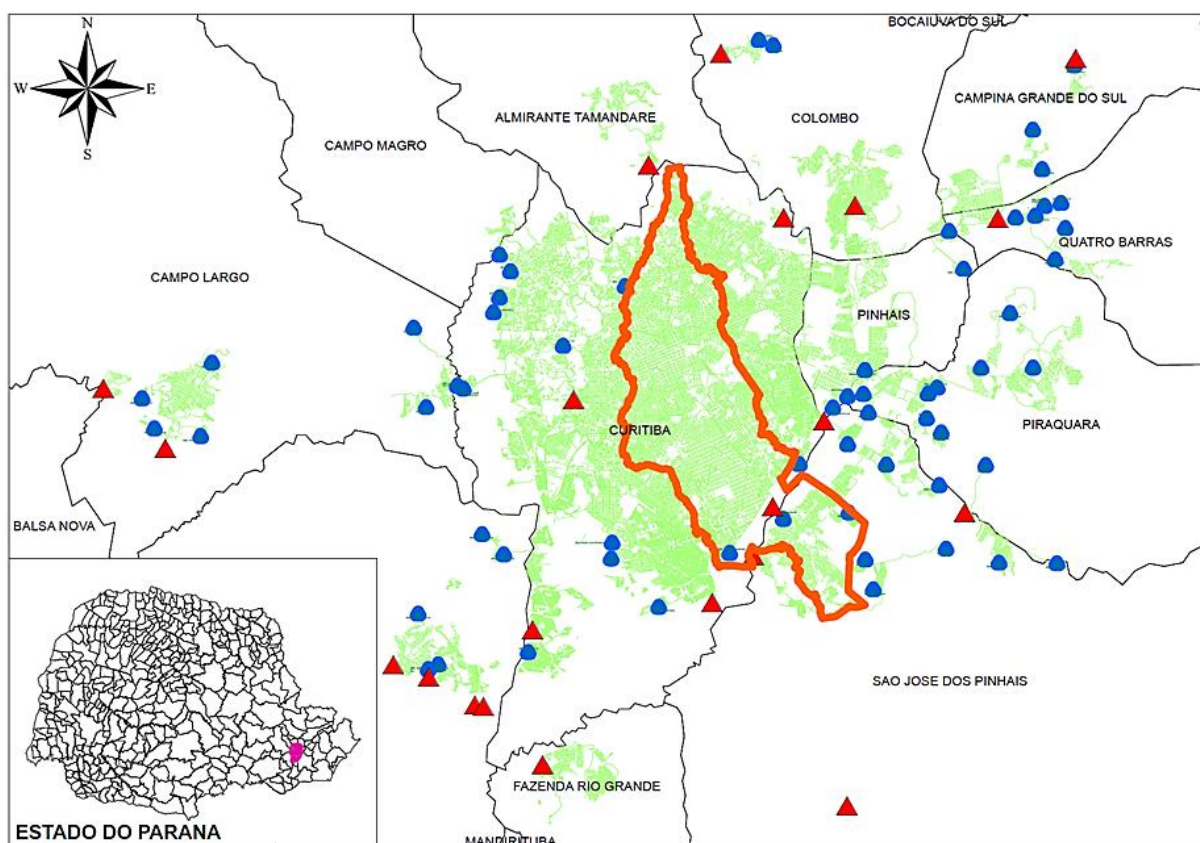 BOCAIUVA DO SUL
N
W
E
S
CAMPINA GRANDE DO SUL
ALMIRANTE TAMANDARE
COLOMBO
CAMPO MAGRO
QUATRO BARRAS
CAMPO LARGO
PINHAIS
PIRAQUARA
CURITIBA
BALSA NOVA
SAO JOSE DOS PINHAIS
FAZENDA RIO GRANDE
ESTADO DO PARANA
MANDIRITUBA